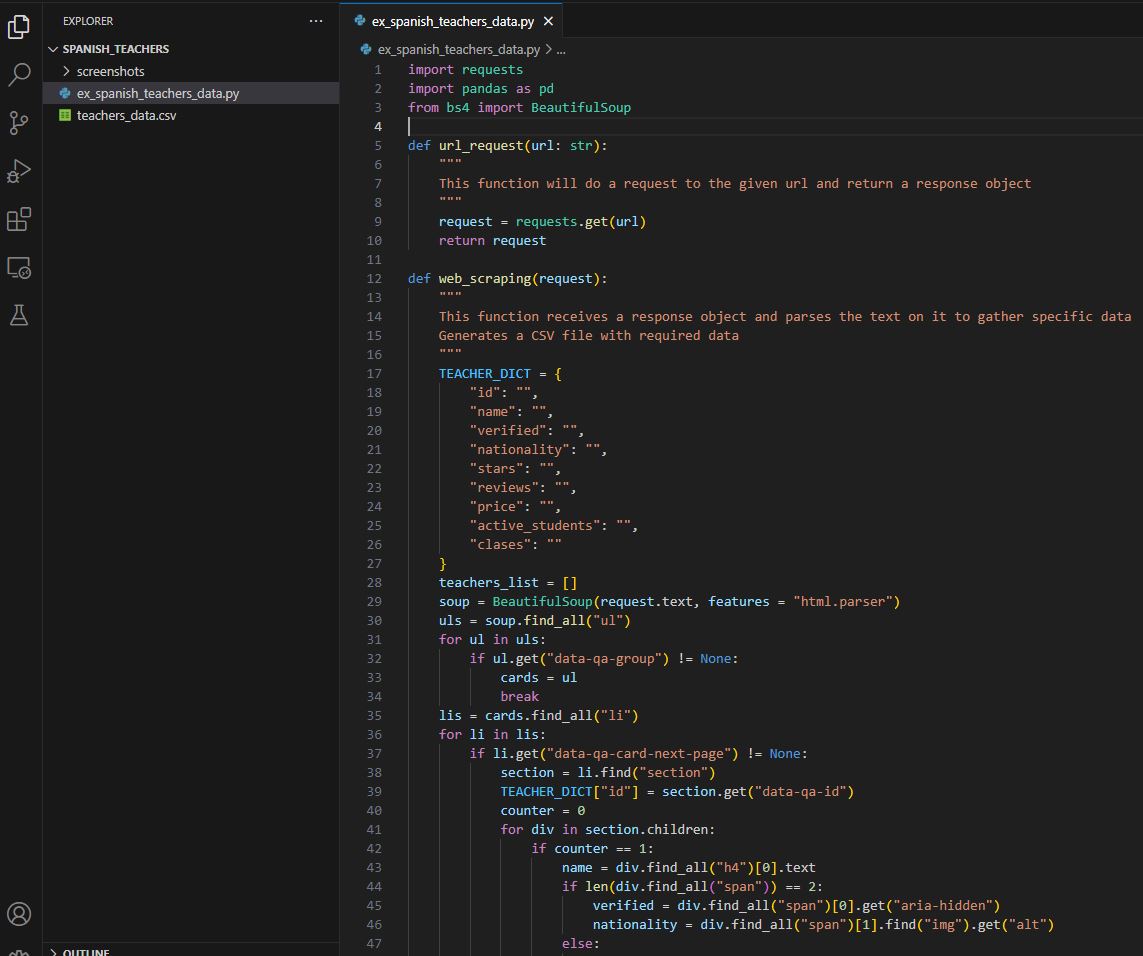 EXPLORER
···
SPANISH_TEACHERS
screenshots
ex_spanish_teachers_data.py
teachers_data.csv
OUTLINE
ex_spanish_teachers_data.py
ex_spanish_teachers_data.py > ...
1 import requests
2 import pandas as pd
3 from bs4 import BeautifulSoup
4
5 def url_request(url: str):
6     """
7     This function will do a request to the given url and return a response object
8     """
9     request = requests.get(url)
10     return request
11
12 def web_scraping(request):
13     """
14     This function receives a response object and parses the text on it to gather specific data
15     Generates a CSV file with required data
16     """
17     TEACHER_DICT = {
18         "id": "",
19         "name": "",
20         "verified": "",
21         "nationality": "",
22         "stars": "",
23         "reviews": "",
24         "price": "",
25         "active_students": "",
26         "clases": ""
27     }
28     teachers_list = []
29     soup = BeautifulSoup(request.text, features = "html.parser")
30     uls = soup.find_all("ul")
31     for ul in uls:
32         if ul.get("data-qa-group") != None:
33             cards = ul
34             break
35     lis = cards.find_all("li")
36     for li in lis:
37         if li.get("data-qa-card-next-page") != None:
38             section = li.find("section")
39             TEACHER_DICT["id"] = section.get("data-qa-id")
40             counter = 0
41             for div in section.children:
42                 if counter == 1:
43                     name = div.find_all("h4")[0].text
44                     if len(div.find_all("span")) == 2:
45                         verified = div.find_all("span")[0].get("aria-hidden")
46                         nationality = div.find_all("span")[1].find("img").get("alt")
47                     else: